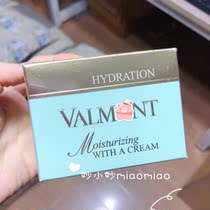 HYDRATION
VALMONT
Moisturizing
WITH A CREAM
妙小妙miaomiao